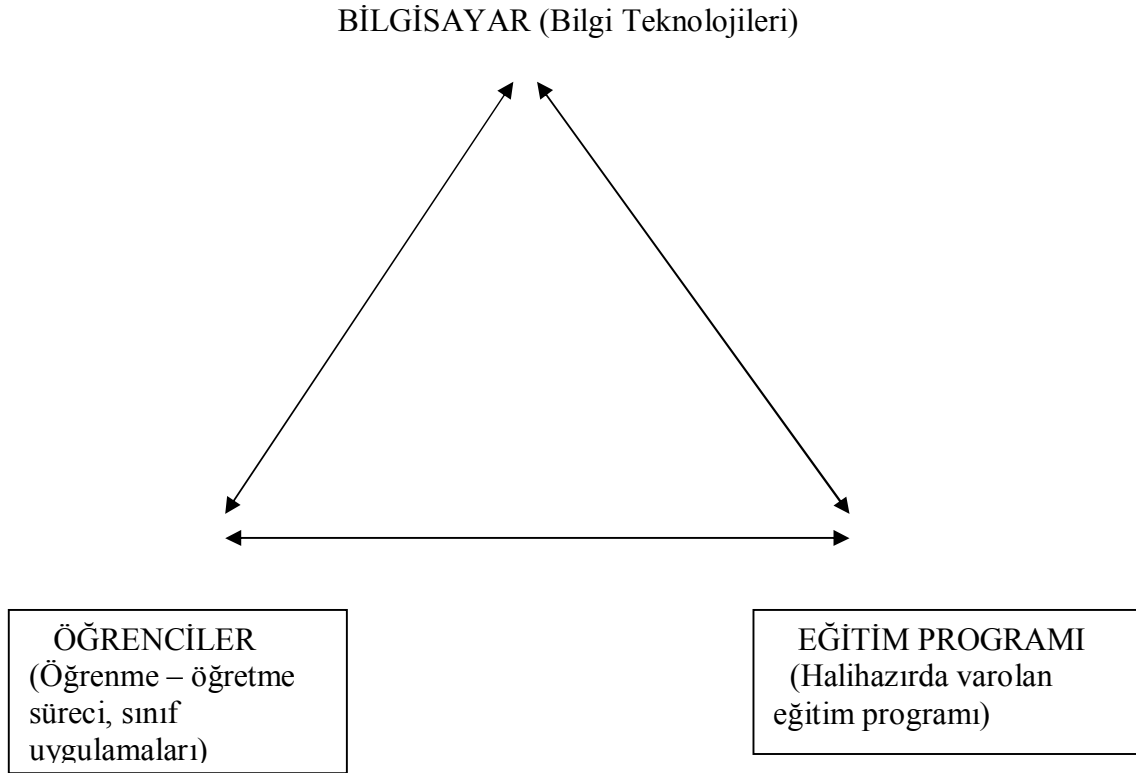 BİLGİSAYAR (Bilgi Teknolojileri)
ÖĞRENCİLER
(Öğrenme – öğretme
süreci, sınıf
uygulamaları)
EĞİTİM PROGRAMI
(Halihazırda varolan
eğitim programı)